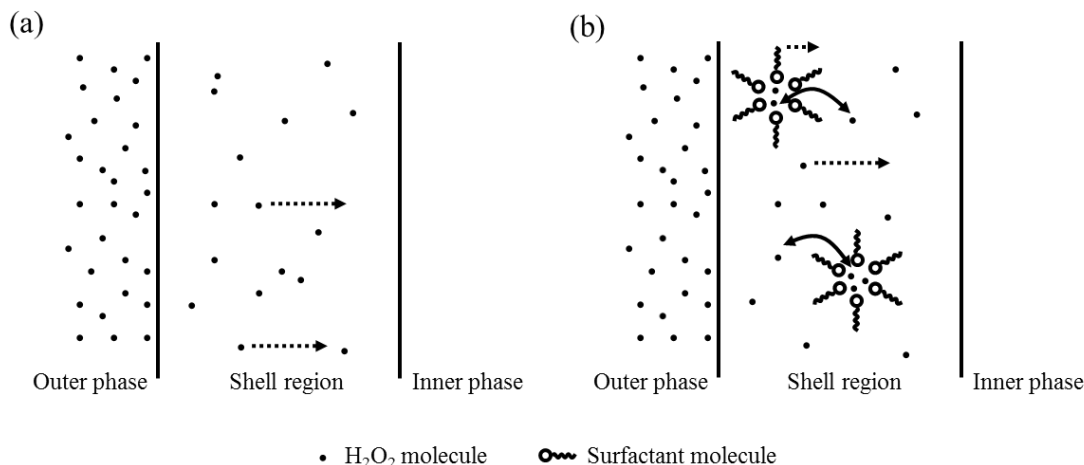 (a)
(b)
Outer phase Shell region Inner phase
Outer phase Shell region Inner phase
H₂O₂ molecule Surfactant molecule